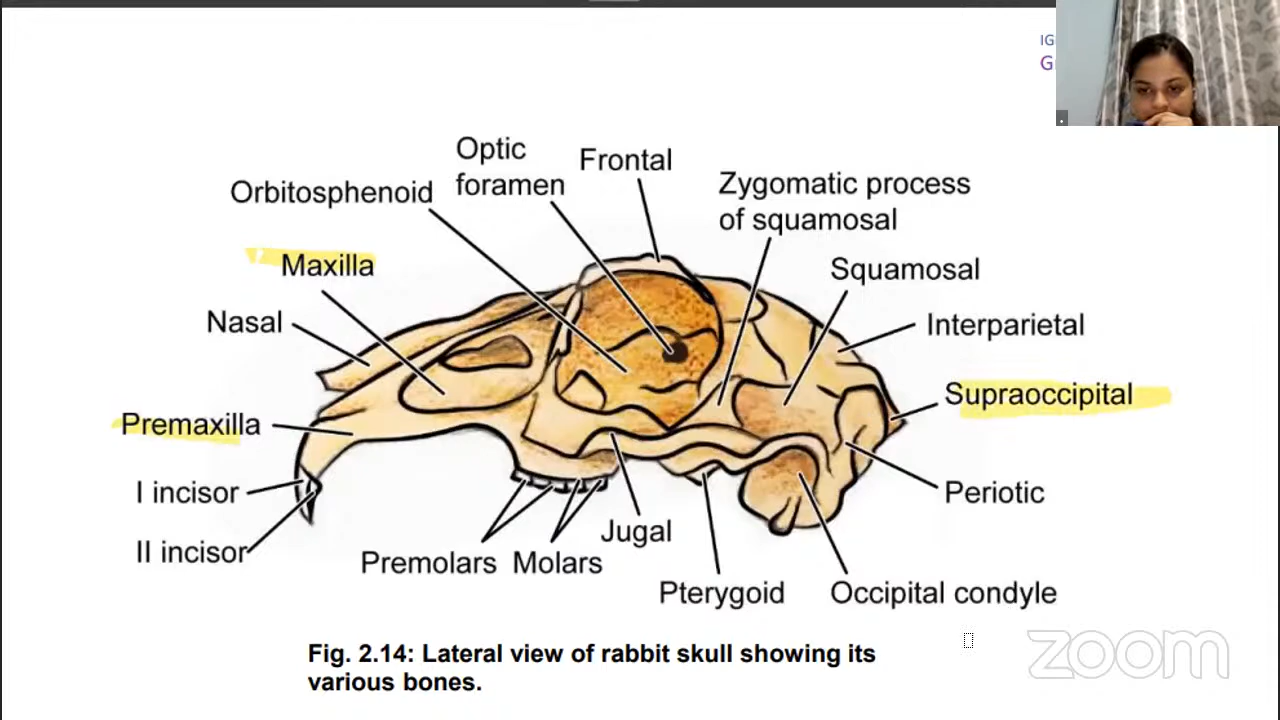 IG
G
Optic
foramen
Frontal
Orbitosphenoid
Zygomatic process
of squamosal
Maxilla
Squamosal
Nasal
Interparietal
Supraoccipital
Premaxilla
I incisor
Periotic
II incisor
Jugal
Premolars
Molars
Pterygoid
Occipital condyle
Fig. 2.14: Lateral view of rabbit skull showing its
various bones.
zoom